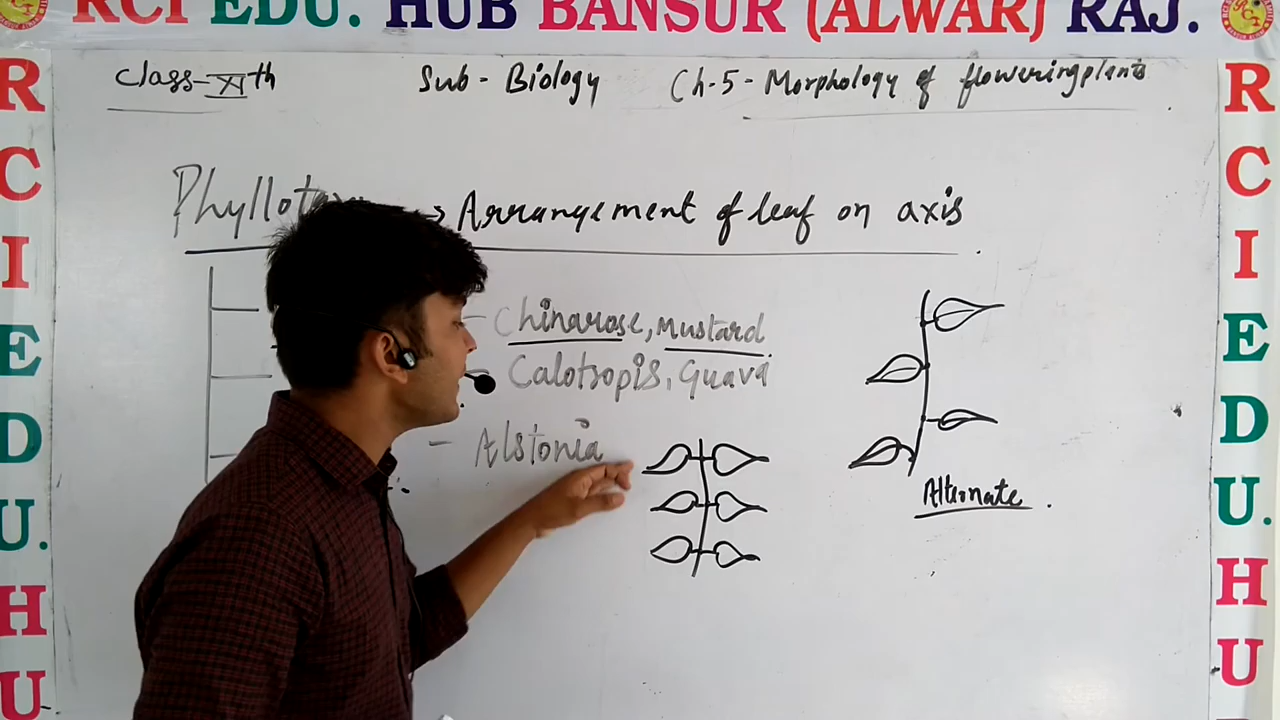 RCI EDU. HUB BANSUR (ALWAR) RAJ.
Class-XIth Sub - Biology Ch-5- Morphology of floweringplants
→ Arrangement of leaf on axis
- Chinarose, Mustard
- Calotropis, Guava
- Alstonia
Alternate.
R
C
I
E
D
U.
H
U
R
C
I
E
D
U.
H
U